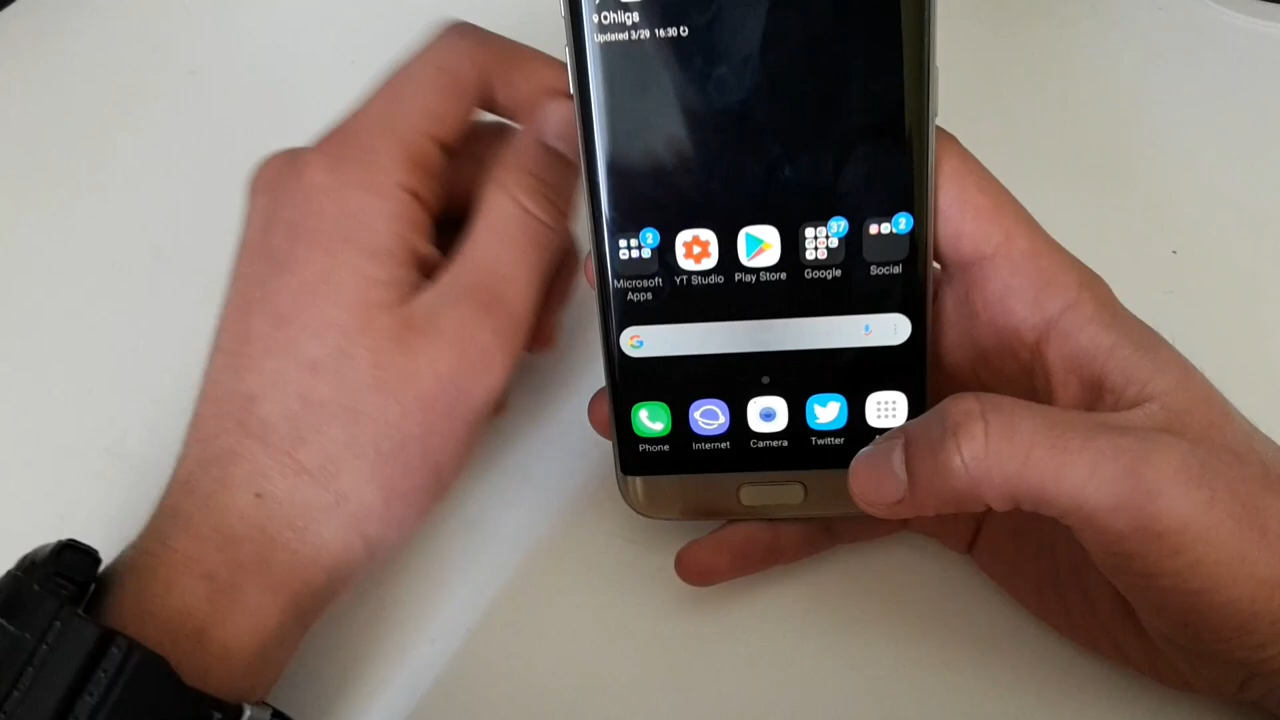 Ohligs
Updated 3/29 16:30
2
37
2
Microsoft
Apps
YT Studio
Play Store
Google
Social
G
Phone
Internet
Camera
Twitter